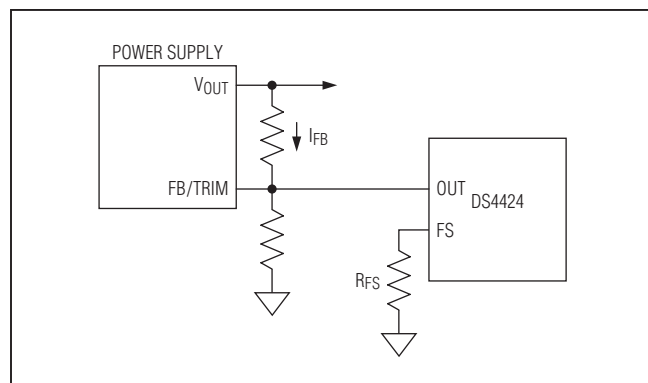 POWER SUPPLY
VOUT
IFB
FB/TRIM
OUT
DS4424
FS
RFS